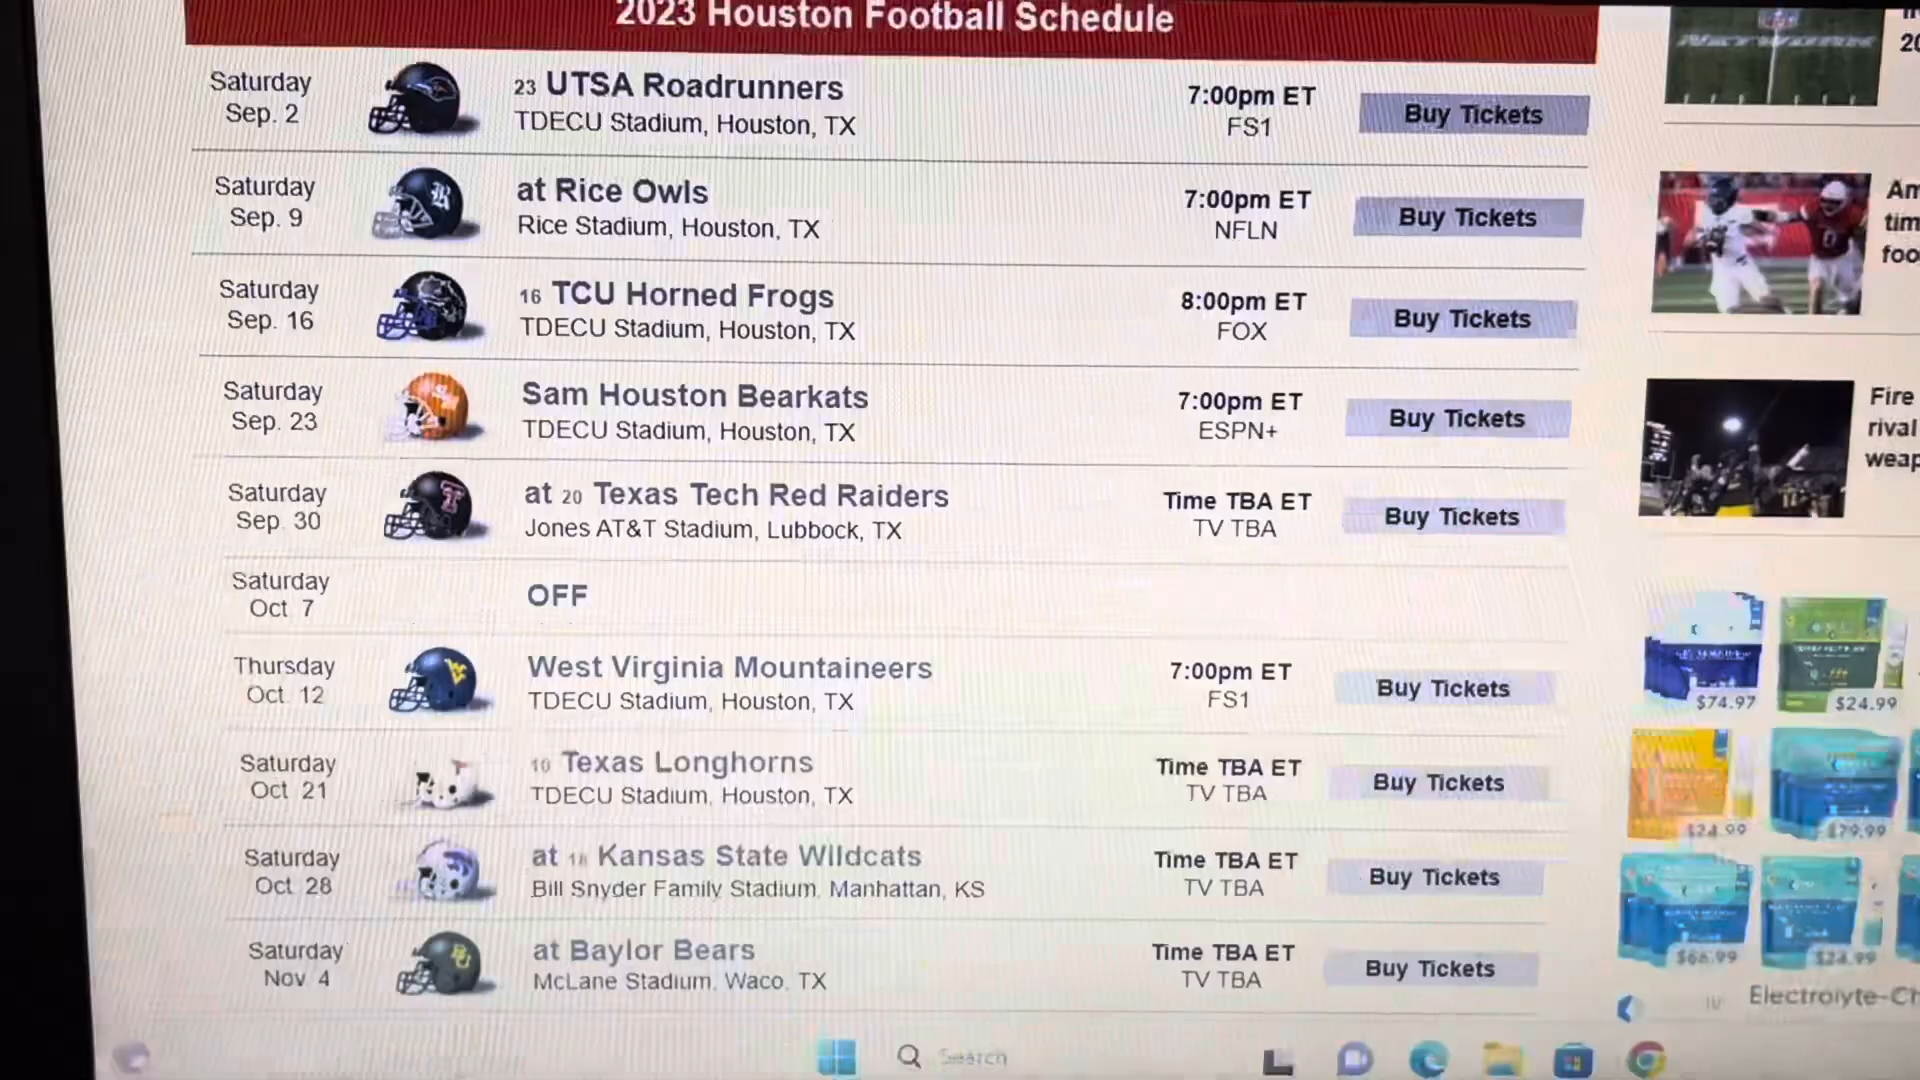 2023 Houston Football Schedule
Saturday
Sep. 2
23 UTSA Roadrunners
TDECU Stadium, Houston, TX
7:00pm ET
FS1
Buy Tickets
Saturday
Sep. 9
at Rice Owls
Rice Stadium, Houston, TX
7:00pm ET
NFLN
Buy Tickets
Saturday
Sep. 16
16 TCU Horned Frogs
TDECU Stadium, Houston, TX
8:00pm ET
FOX
Buy Tickets
Saturday
Sep. 23
Sam Houston Bearkats
TDECU Stadium, Houston, TX
7:00pm ET
ESPN+
Buy Tickets
Saturday
Sep. 30
at 20 Texas Tech Red Raiders
Jones AT&T Stadium, Lubbock, TX
Time TBA ET
TV TBA
Buy Tickets
Saturday
Oct. 7
OFF
Thursday
Oct. 12
West Virginia Mountaineers
TDECU Stadium, Houston, TX
7:00pm ET
FS1
Buy Tickets
Saturday
Oct. 21
10 Texas Longhorns
TDECU Stadium, Houston, TX
Time TBA ET
TV TBA
Buy Tickets
Saturday
Oct. 28
at Kansas State Wildcats
Bill Snyder Family Stadium, Manhattan, KS
Time TBA ET
TV TBA
Buy Tickets
Saturday
Nov. 4
at Baylor Bears
McLane Stadium, Waco, TX
Time TBA ET
TV TBA
Buy Tickets
20
Am
tim
foo
Fire
rival
weap
$74.97
$24.99
$24.99
$79.99
$24.99
Electrolyte-Ch
Search